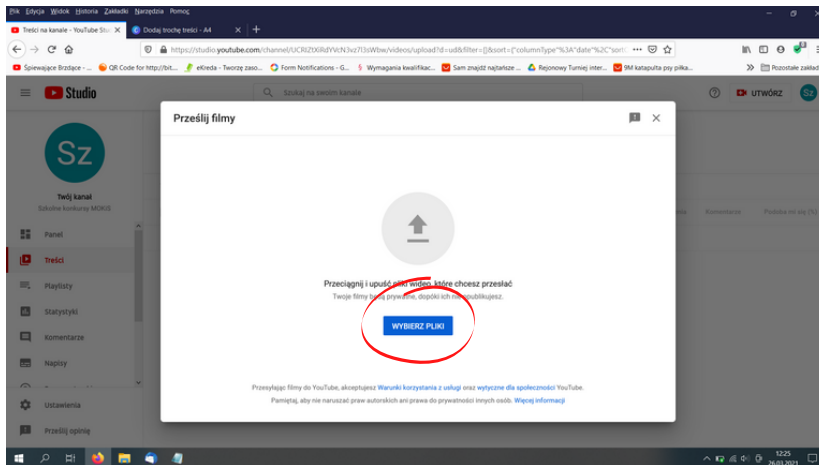 Plik Edycja Widok Historia Zakładki Narzędzia Pomoc
Treści na kanale - YouTube Stu
Dodaj trochę treści - A4
https://studio.youtube.com/channel/
Śpiewające Brzdące - ...
QR Code for http://bit...
eKreda - Tworzę zaso...
Form Notifications - G...
Wymagania kwalifikac...
Sam znajdź najtańsze ...
Rejonowy Turniej inter...
9M katapulta psy piłka...
Pozostałe zakład
Studio
Szukaj na swoim kanale
UTWÓRZ
Sz
Prześlij filmy
Sz
Twój kanał
Szkolne konkursy MOKIS
Panel
Treści
Playlisty
Statystyki
Komentarze
Napisy
Ustawienia
Prześlij opinię
Komentarze
Podoba mi się (%)
Przeciągnij i upuść pliki wideo, które chcesz przesłać
Twoje filmy będą prywatne, dopóki ich nie opublikujesz.
WYBIERZ PLIKI
Przesyłając filmy do YouTube, akceptujesz Warunki korzystania z usługi oraz wytyczne dla społeczności YouTube.
Pamiętaj, aby nie naruszać praw autorskich ani prawa do prywatności innych osób. Więcej informacji
12:25
26.03.2021